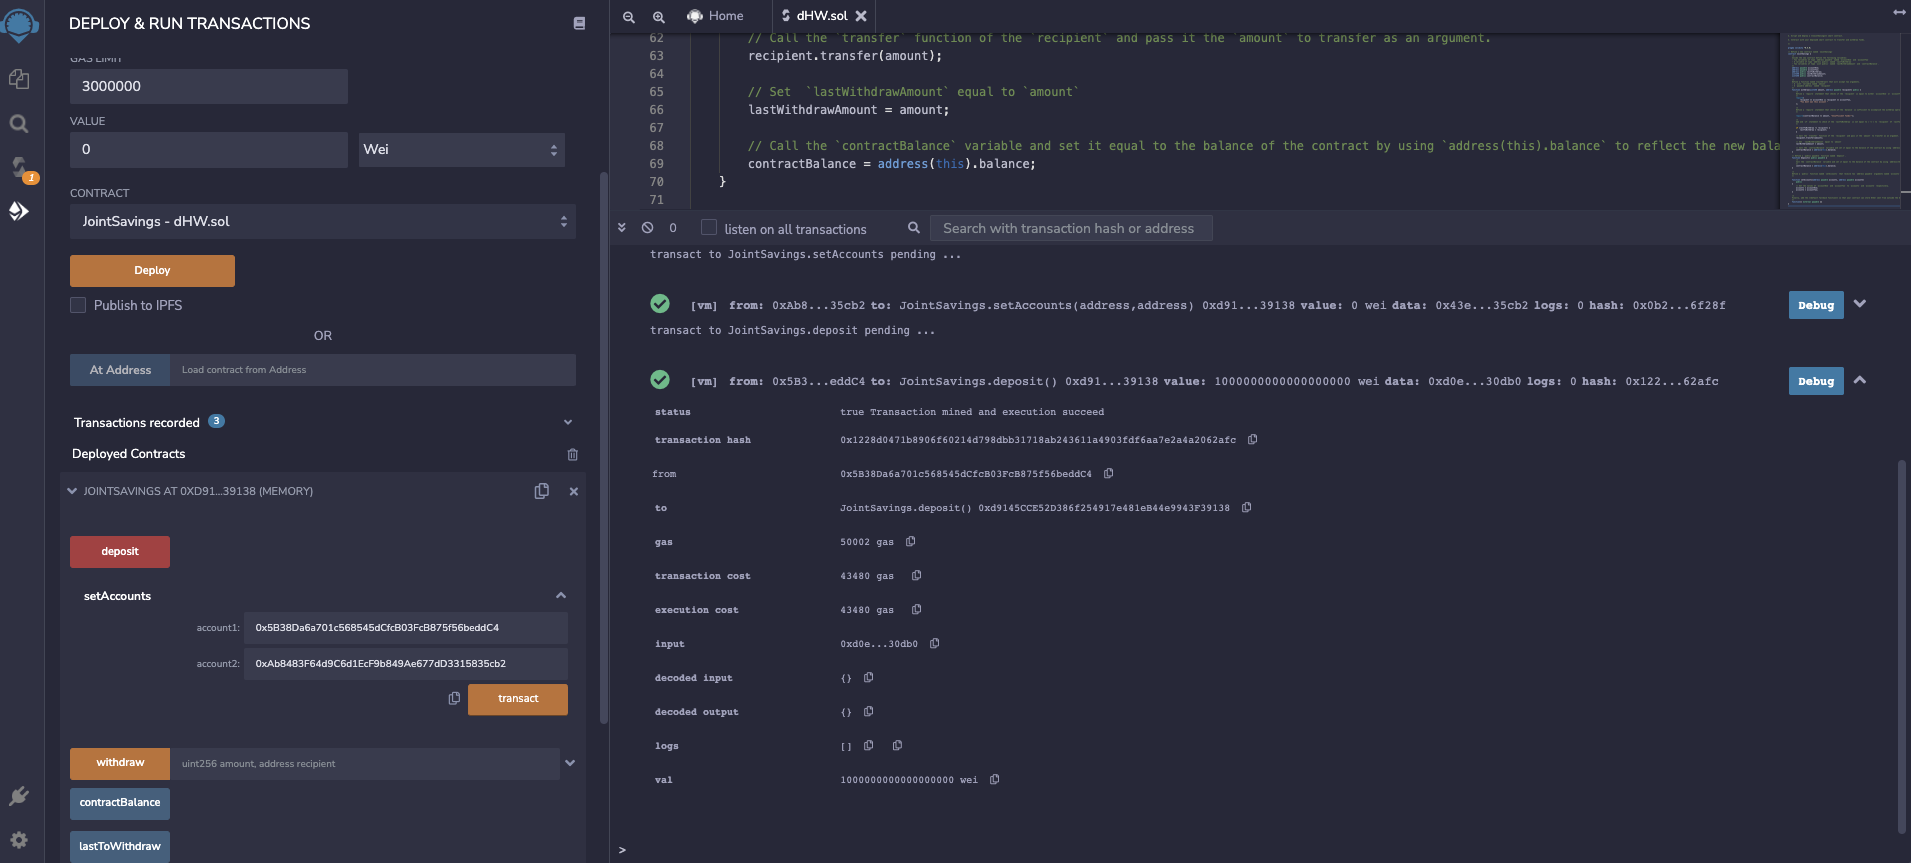 DEPLOY & RUN TRANSACTIONS
GAS LIMIT
3000000
VALUE
0
Wei
CONTRACT
JointSavings - dHW.sol
Deploy
Publish to IPFS
OR
At Address
Load contract from Address
Transactions recorded 3
Deployed Contracts
JOINTSAVINGS AT 0XD91...39138 (MEMORY)
deposit
setAccounts
account1: 0x5B38Da6a701c568545dCfcB03FcB875f56beddC4
account2: 0xAb8483F64d9C6d1EcF9b849Ae677dD3315835cb2
transact
withdraw
uint256 amount, address recipient
contractBalance
lastToWithdraw
1
Home
dHW.sol
62 // Call the `transfer` function of the `recipient` and pass it the `amount` to transfer as an argument.
63 recipient.transfer(amount);
64
65 // Set  `lastWithdrawAmount` equal to `amount`
66 lastWithdrawAmount = amount;
67
68 // Call the `contractBalance` variable and set it equal to the balance of the contract by using `address(this).balance` to reflect the new bala
69 contractBalance = address(this).balance;
70 }
71
0
listen on all transactions
Search with transaction hash or address
transact to JointSavings.setAccounts pending ...
[vm] from: 0xAb8...35cb2 to: JointSavings.setAccounts(address,address) 0xd91...39138 value: 0 wei data: 0x43e...35cb2 logs: 0 hash: 0x0b2...6f28f
Debug
transact to JointSavings.deposit pending ...
[vm] from: 0x5B3...eddC4 to: JointSavings.deposit() 0xd91...39138 value: 1000000000000000000 wei data: 0xd0e...30db0 logs: 0 hash: 0x122...62afc
Debug
status true Transaction mined and execution succeed
transaction hash 0x1228d0471b8906f60214d798dbb31718ab243611a4903fdf6aa7e2a4a2062afc
from 0x5B38Da6a701c568545dCfcB03FcB875f56beddC4
to JointSavings.deposit() 0xd9145CCE52D386f254917e481eB44e9943F39138
gas 50002 gas
transaction cost 43480 gas
execution cost 43480 gas
input 0xd0e...30db0
decoded input {}
decoded output {}
logs []
val 1000000000000000000 wei
>